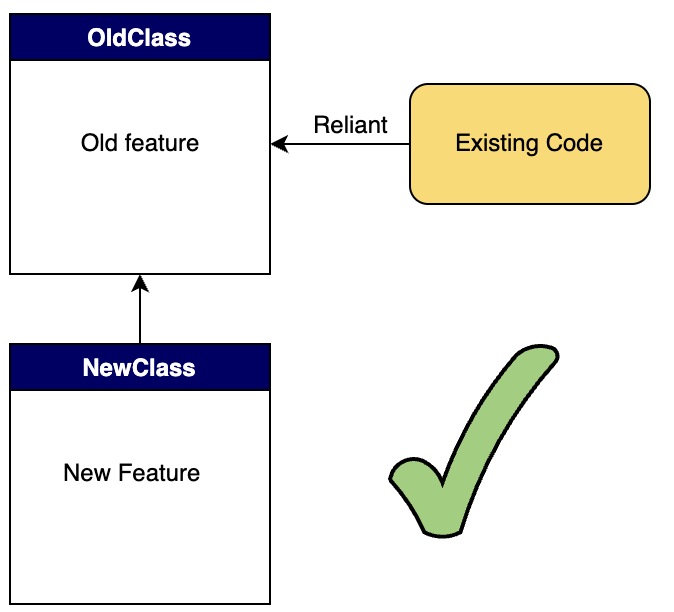 OldClass
Old feature
Reliant
Existing Code
NewClass
New Feature